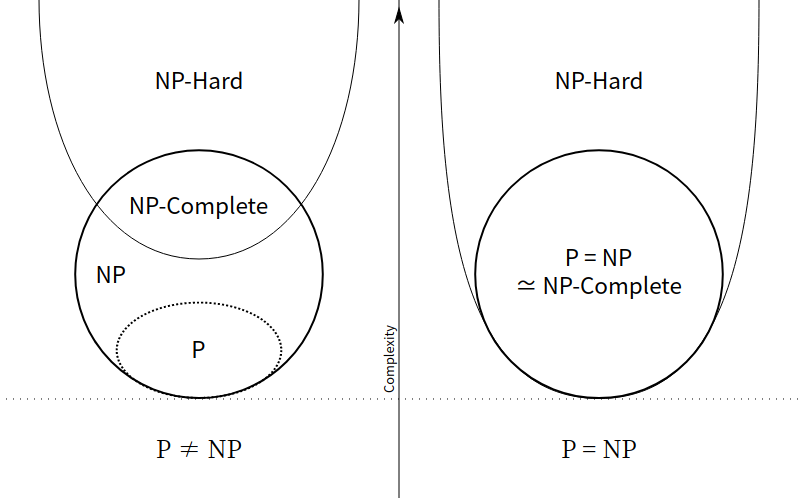 NP-Hard
NP-Complete
NP
P
P ≠ NP
Complexity
NP-Hard
P = NP
≃ NP-Complete
P = NP